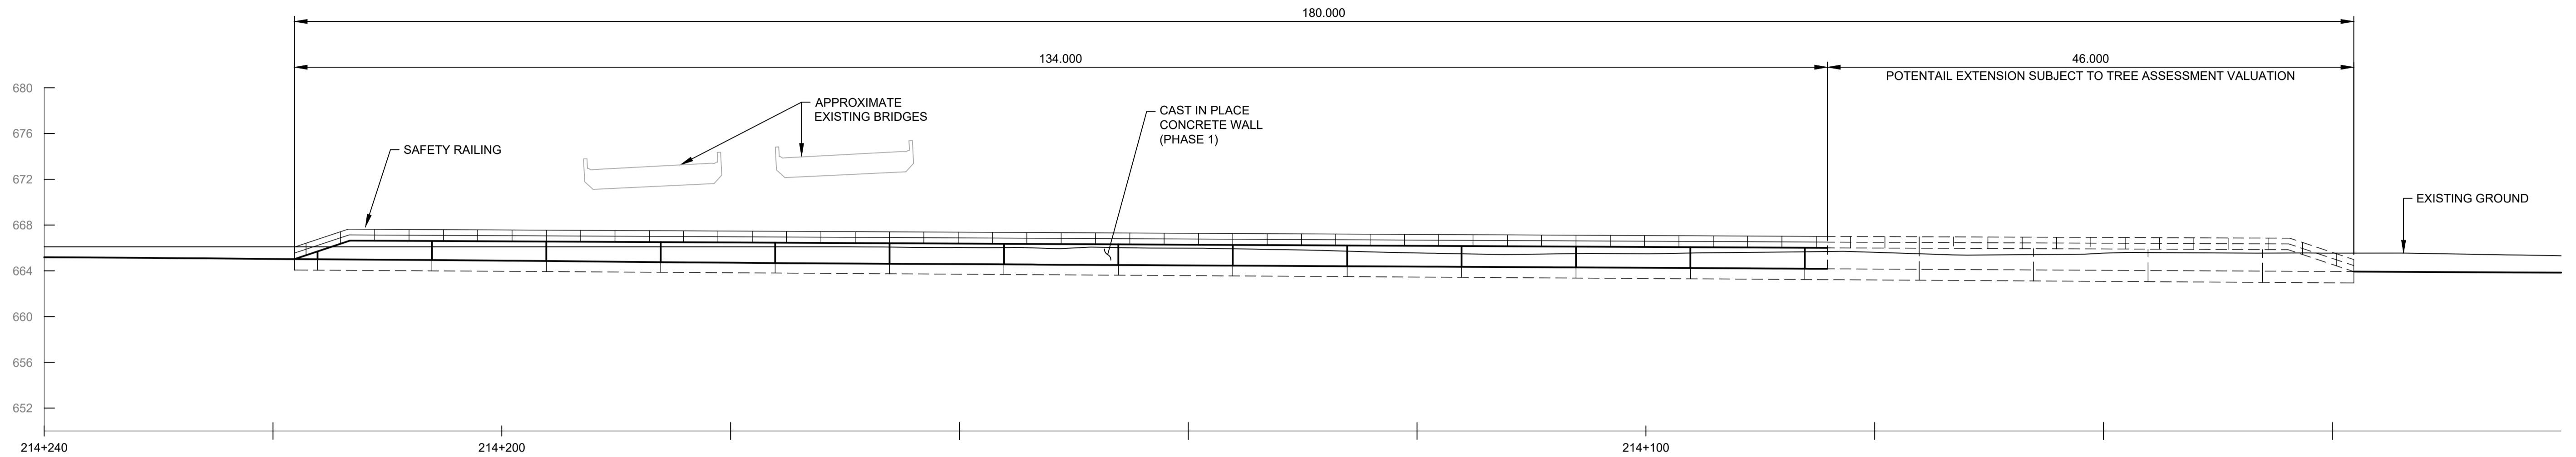 180.000
134.000
46.000
POTENTAIL EXTENSION SUBJECT TO TREE ASSESSMENT VALUATION
680
676
672
668
664
660
656
652
APPROXIMATE
EXISTING BRIDGES
CAST IN PLACE
CONCRETE WALL
(PHASE 1)
SAFETY RAILING
EXISTING GROUND
214+240
214+200
214+100